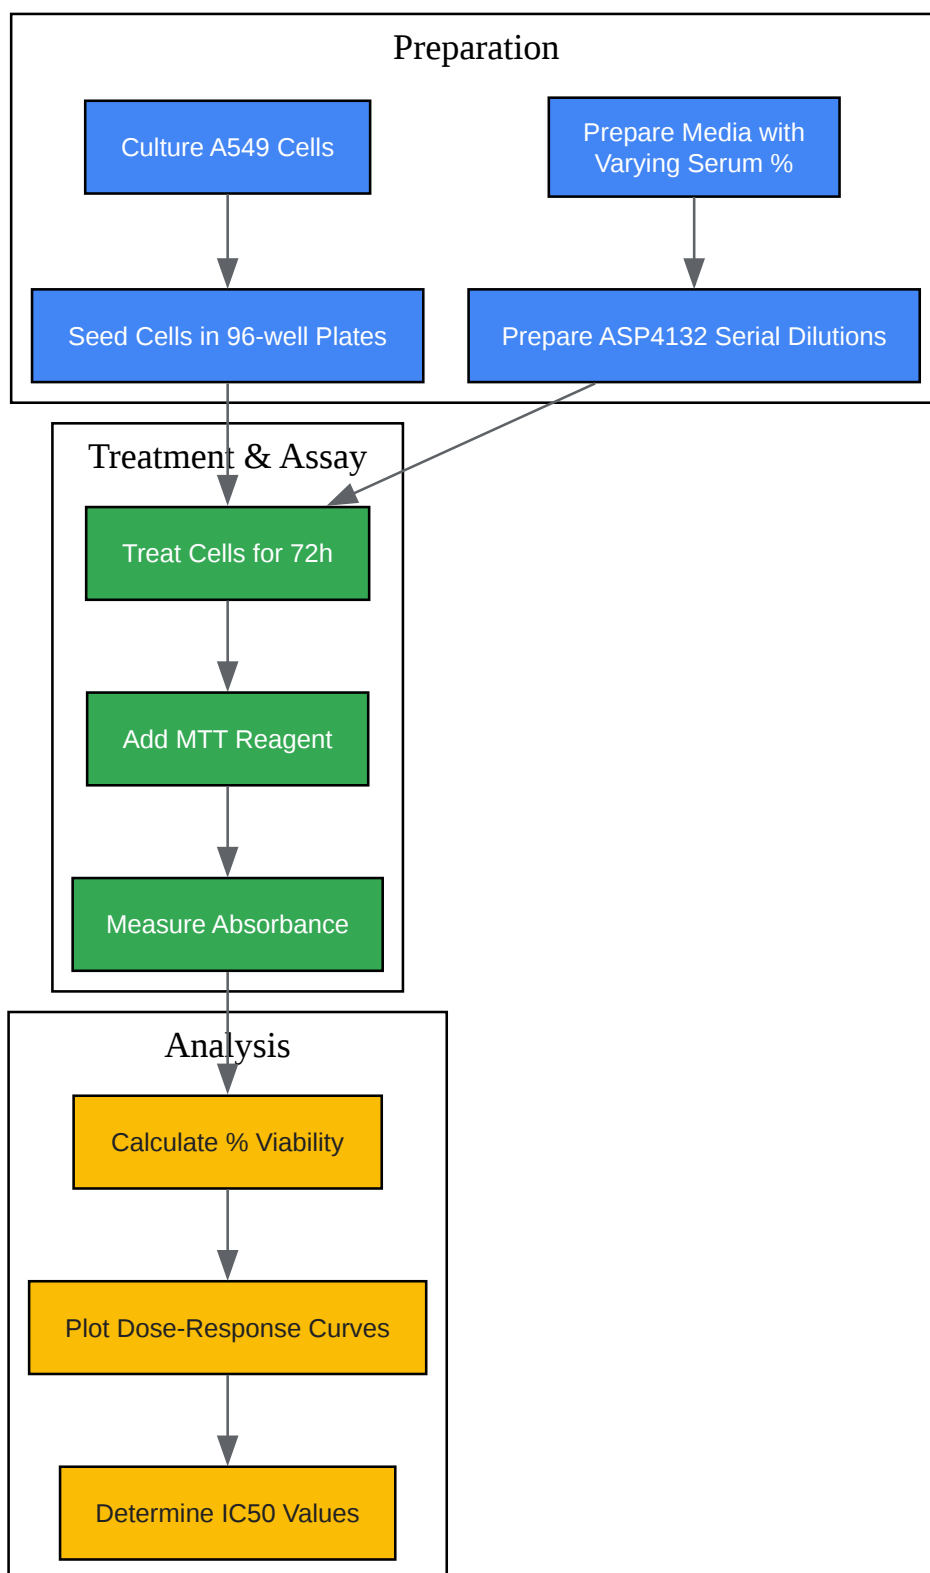 Preparation
Culture A549 Cells
Prepare Media with
Varying Serum %
Seed Cells in 96-well Plates
Prepare ASP4132 Serial Dilutions
Treatment & Assay
Treat Cells for 72h
Add MTT Reagent
Measure Absorbance
Analysis
Calculate % Viability
Plot Dose-Response Curves
Determine IC50 Values